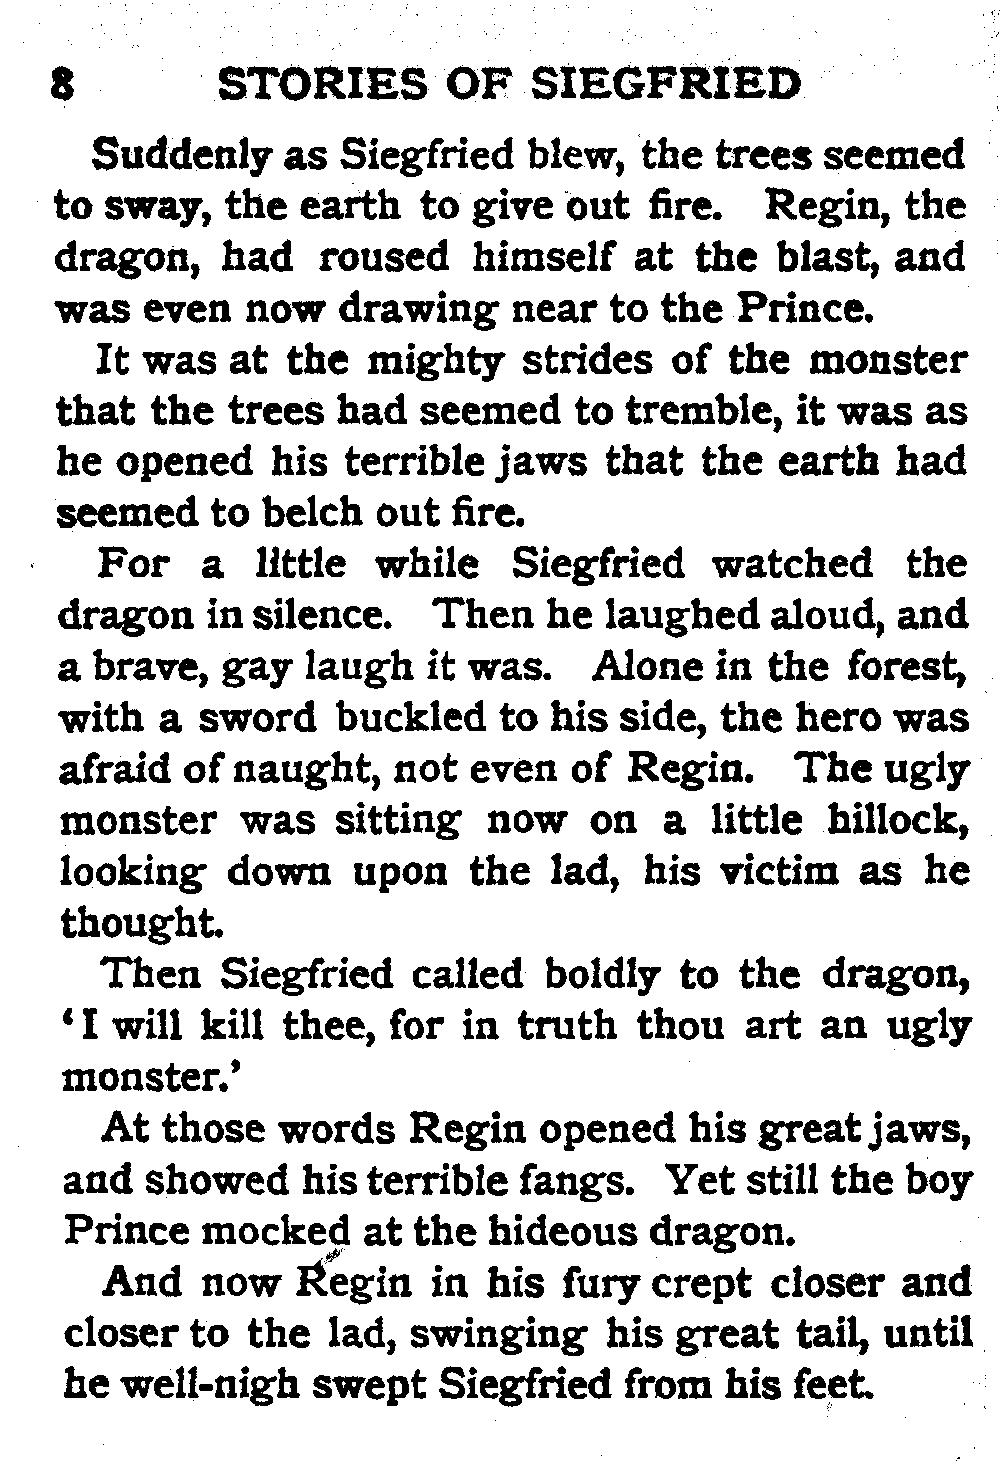 8 STORIES OF SIEGFRIED
Suddenly as Siegfried blew, the trees seemed
to sway, the earth to give out fire. Regin, the
dragon, had roused himself at the blast, and
was even now drawing near to the Prince.
It was at the mighty strides of the monster
that the trees had seemed to tremble, it was as
he opened his terrible jaws that the earth had
seemed to belch out fire.
For a little while Siegfried watched the
dragon in silence. Then he laughed aloud, and
a brave, gay laugh it was. Alone in the forest,
with a sword buckled to his side, the hero was
afraid of naught, not even of Regin. The ugly
monster was sitting now on a little hillock,
looking down upon the lad, his victim as he
thought.
Then Siegfried called boldly to the dragon,
‘I will kill thee, for in truth thou art an ugly
monster.’
At those words Regin opened his great jaws,
and showed his terrible fangs. Yet still the boy
Prince mocked at the hideous dragon.
And now Regin in his fury crept closer and
closer to the lad, swinging his great tail, until
he well-nigh swept Siegfried from his feet.